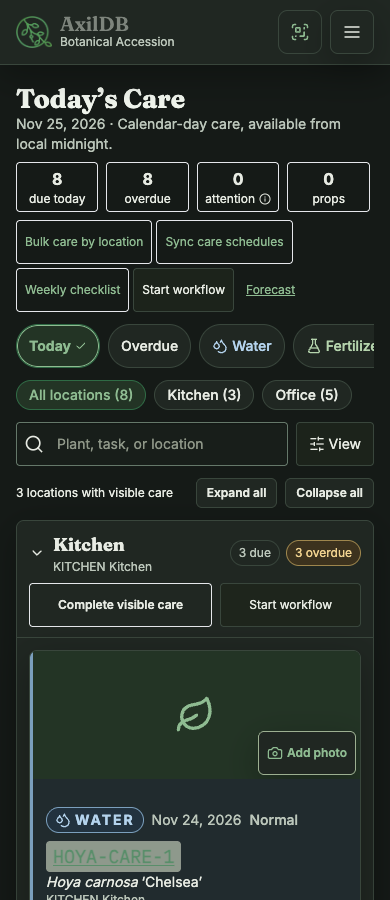 AxilDB
Botanical Accession
Today's Care
Nov 25, 2026 · Calendar-day care, available from
local midnight.
8 8 0 0
due today overdue attention props
Bulk care by location Sync care schedules
Weekly checklist Start workflow Forecast
Today Overdue Water Fertilize
All locations (8) Kitchen (3) Office (5)
Plant, task, or location View
3 locations with visible care Expand all Collapse all
Kitchen 3 due 3 overdue
KITCHEN Kitchen
Complete visible care Start workflow
Add photo
WATER Nov 24, 2026 Normal
HOYA-CARE-1
Hoya carnosa 'Chelsea'
KITCHEN Kitchen